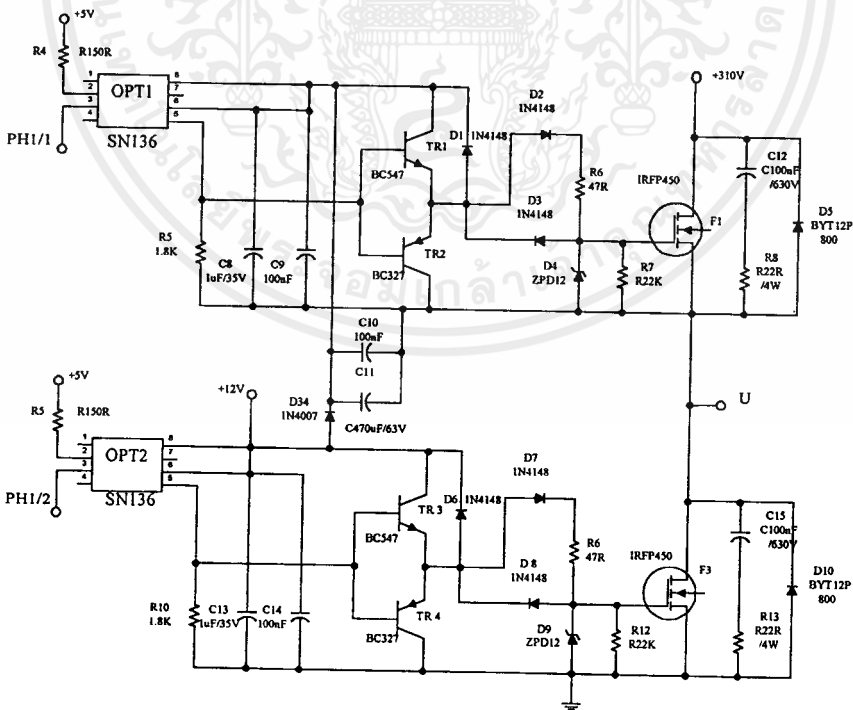 +5V
R4
R150R
1
2
3
4
OPT1
8
7
6
5
SN136
PH1/1
R5
1.8K
C8
1uF/35V
C9
100nF
TR1
BC547
TR2
BC327
D1
1N4148
D2
1N4148
D3
1N4148
R6
47R
D4
ZPD12
R7
R22K
IRFP450
F1
+310V
C12
C100nF
/630V
R8
R22R
/4W
D5
BYT12P
800
C10
100nF
C11
C470uF/63V
D34
1N4007
U
+5V
R5
R150R
1
2
3
4
OPT2
8
7
6
5
SN136
PH1/2
+12V
R10
1.8K
C13
1uF/35V
C14
100nF
TR3
BC547
TR4
BC327
D6
1N4148
D7
1N4148
D8
1N4148
R6
47R
D9
ZPD12
R12
R22K
IRFP450
F3
C15
C100nF
/630V
R13
R22R
/4W
D10
BYT12P
800